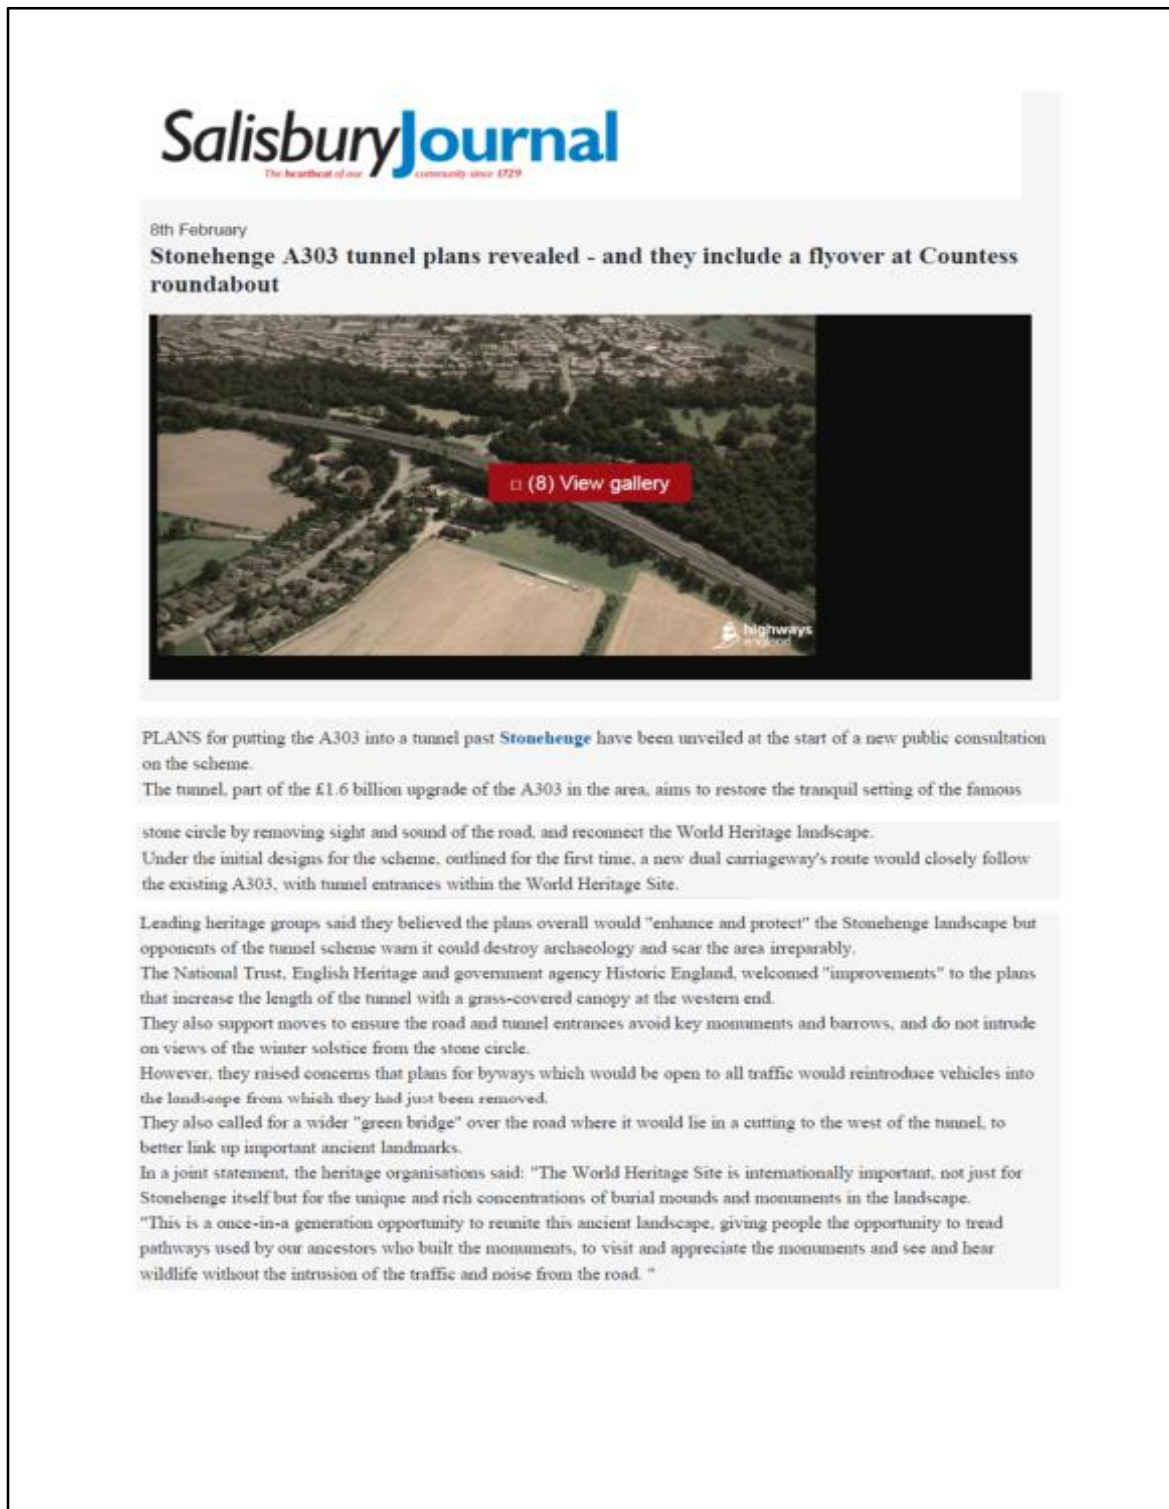 SalisburyJournal
The heartbeat of our community since 1729
8th February
Stonehenge A303 tunnel plans revealed - and they include a flyover at Countess
roundabout
□ (8) View gallery
highways
england
PLANS for putting the A303 into a tunnel past Stonehenge have been unveiled at the start of a new public consultation
on the scheme.
The tunnel, part of the £1.6 billion upgrade of the A303 in the area, aims to restore the tranquil setting of the famous
stone circle by removing sight and sound of the road, and reconnect the World Heritage landscape.
Under the initial designs for the scheme, outlined for the first time, a new dual carriageway's route would closely follow
the existing A303, with tunnel entrances within the World Heritage Site.
Leading heritage groups said they believed the plans overall would "enhance and protect" the Stonehenge landscape but
opponents of the tunnel scheme warn it could destroy archaeology and scar the area irreparably.
The National Trust, English Heritage and government agency Historic England, welcomed "improvements" to the plans
that increase the length of the tunnel with a grass-covered canopy at the western end.
They also support moves to ensure the road and tunnel entrances avoid key monuments and barrows, and do not intrude
on views of the winter solstice from the stone circle.
However, they raised concerns that plans for byways which would be open to all traffic would reintroduce vehicles into
the landscape from which they had just been removed.
They also called for a wider "green bridge" over the road where it would lie in a cutting to the west of the tunnel, to
better link up important ancient landmarks.
In a joint statement, the heritage organisations said: "The World Heritage Site is internationally important, not just for
Stonehenge itself but for the unique and rich concentrations of burial mounds and monuments in the landscape.
"This is a once-in-a generation opportunity to reunite this ancient landscape, giving people the opportunity to tread
pathways used by our ancestors who built the monuments, to visit and appreciate the monuments and see and hear
wildlife without the intrusion of the traffic and noise from the road. "